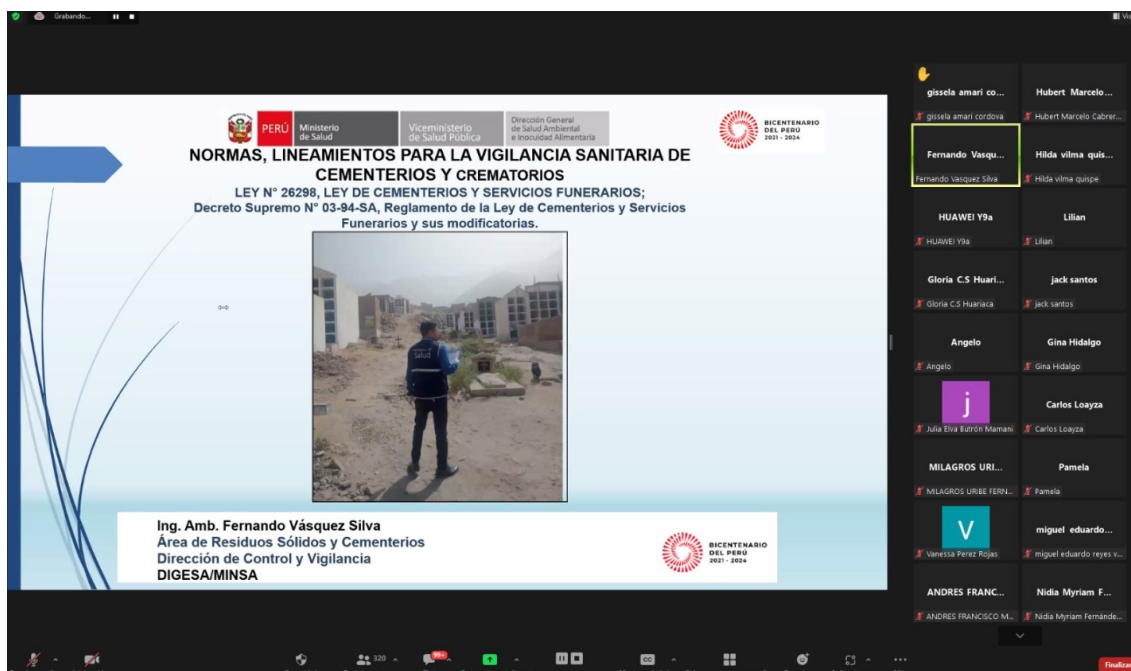 Grabando...
PERÚ
Ministerio
de Salud
Viceministerio
de Salud Pública
Dirección General
de Salud Ambiental
e Inocuidad Alimentaria
BICENTENARIO
DEL PERÚ
2021 - 2024
NORMAS, LINEAMIENTOS PARA LA VIGILANCIA SANITARIA DE
CEMENTERIOS Y CREMATORIOS
LEY N° 26298, LEY DE CEMENTERIOS Y SERVICIOS FUNERARIOS;
Decreto Supremo N° 03-94-SA, Reglamento de la Ley de Cementerios y Servicios
Funerarios y sus modificatorias.
Salud
Ing. Amb. Fernando Vásquez Silva
Área de Residuos Sólidos y Cementerios
Dirección de Control y Vigilancia
DIGESA/MINSA
BICENTENARIO
DEL PERÚ
2021 - 2024
gissela amari co...
gissela amari cordova
Hubert Marcelo...
Hubert Marcelo Cabrer...
Fernando Vasqu...
Fernando Vasquez Silva
Hilda vilma quis...
Hilda vilma quispe
HUAWEI Y9a
HUAWEI Y9a
Lilian
Lilian
Gloria C.S Huari...
Gloria C.S Huariaca
jack santos
jack santos
Angelo
Angelo
Gina Hidalgo
Gina Hidalgo
j
Julia Elva Butrón Mamani
Carlos Loayza
Carlos Loayza
MILAGROS URI...
MILAGROS URIBE FERN...
Pamela
Pamela
V
Vanessa Perez Rojas
miguel eduardo...
miguel eduardo reyes v...
ANDRES FRANC...
ANDRES FRANCISCO M...
Nidia Myriam F...
Nidia Myriam Fernánde...
320
99+
CC
Finalizar